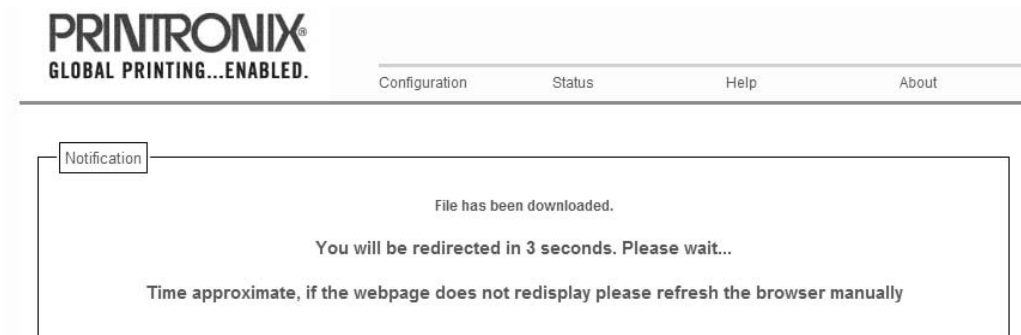 PRINTRONIX®
GLOBAL PRINTING...ENABLED.
Configuration Status Help About
Notification
File has been downloaded.
You will be redirected in 3 seconds. Please wait...
Time approximate, if the webpage does not redisplay please refresh the browser manually